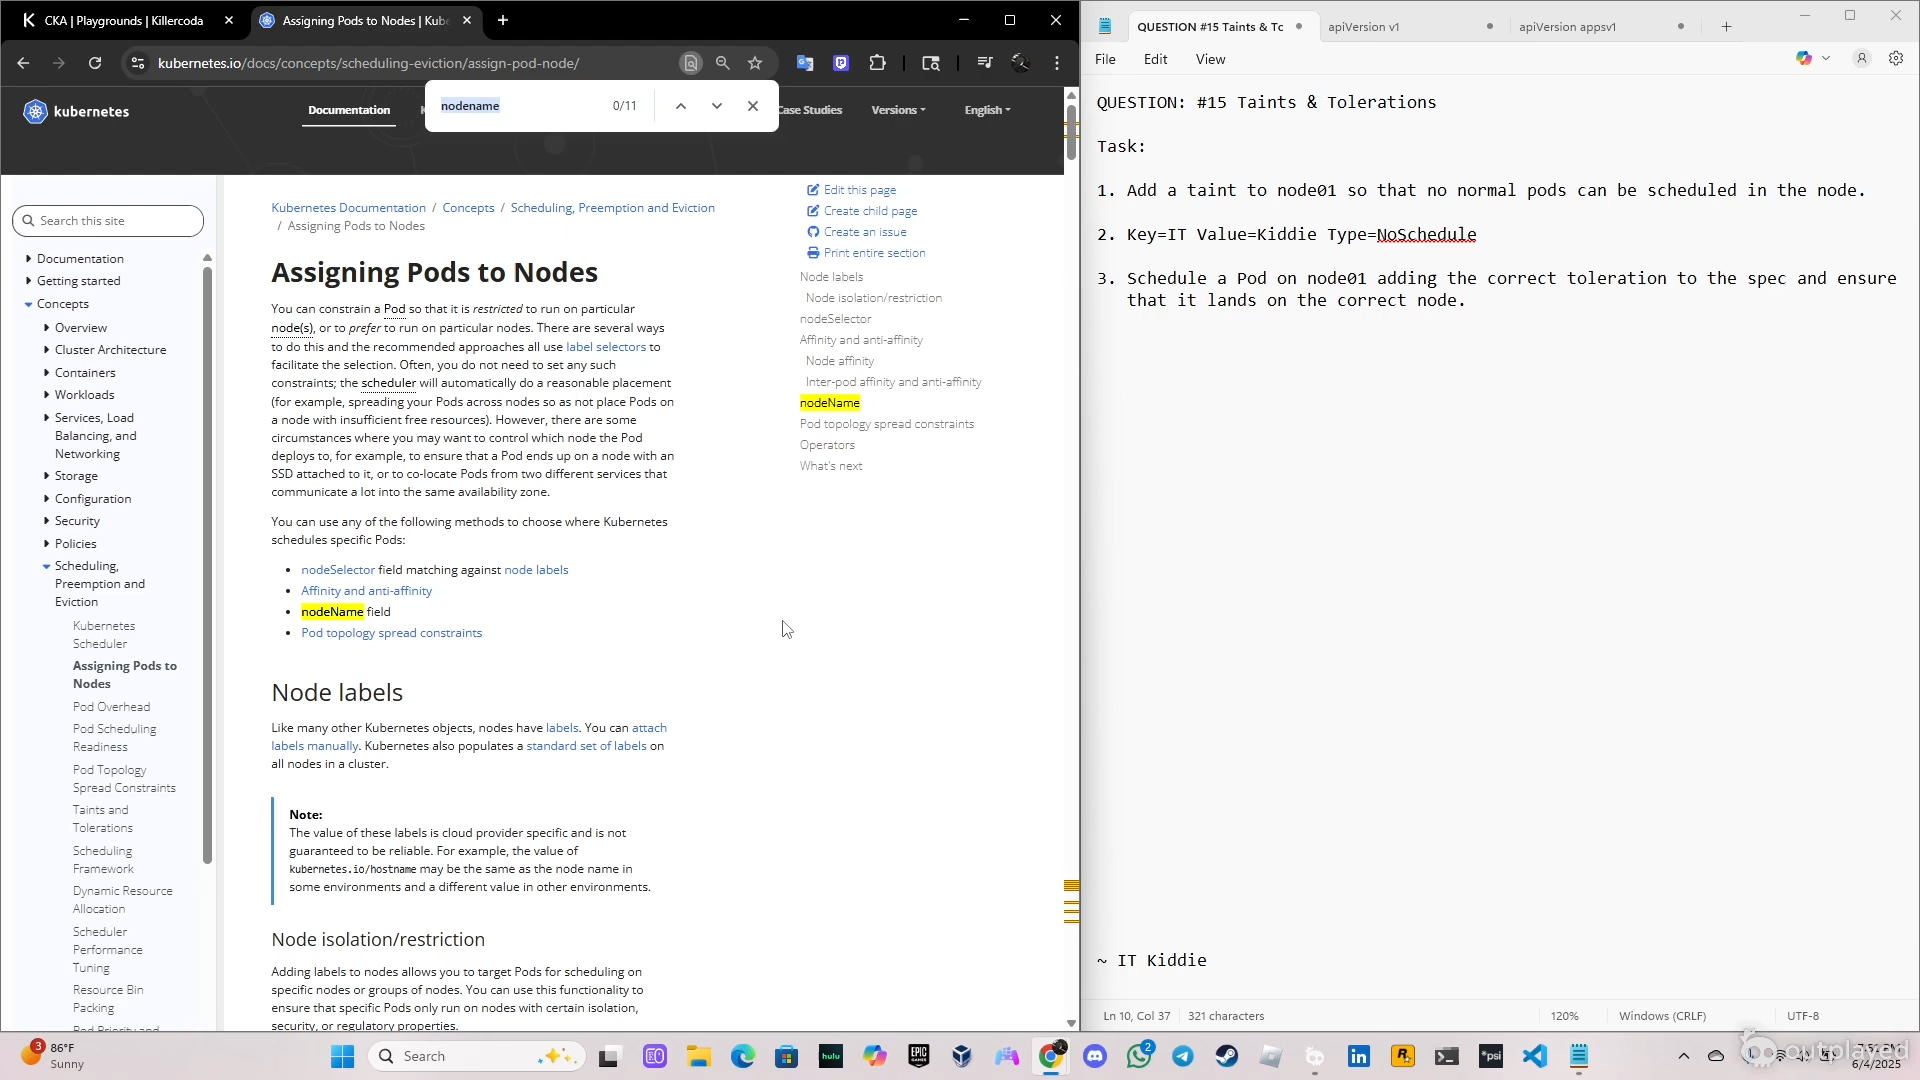 CKA | Playgrounds | Killercoda
Assigning Pods to Nodes | Kub
kubernetes.io/docs/concepts/scheduling-eviction/assign-pod-node/
nodename
0/11
kubernetes
Documentation
Case Studies
Versions
English
Search this site
Documentation
Getting started
Concepts
Overview
Cluster Architecture
Containers
Workloads
Services, Load
Balancing, and
Networking
Storage
Configuration
Security
Policies
Scheduling,
Preemption and
Eviction
Kubernetes
Scheduler
Assigning Pods to
Nodes
Pod Overhead
Pod Scheduling
Readiness
Pod Topology
Spread Constraints
Taints and
Tolerations
Scheduling
Framework
Dynamic Resource
Allocation
Scheduler
Performance
Tuning
Resource Bin
Packing
Pod Priority and
Kubernetes Documentation / Concepts / Scheduling, Preemption and Eviction
/ Assigning Pods to Nodes
Assigning Pods to Nodes
You can constrain a Pod so that it is restricted to run on particular
node(s), or to prefer to run on particular nodes. There are several ways
to do this and the recommended approaches all use label selectors to
facilitate the selection. Often, you do not need to set any such
constraints; the scheduler will automatically do a reasonable placement
(for example, spreading your Pods across nodes so as not place Pods on
a node with insufficient free resources). However, there are some
circumstances where you may want to control which node the Pod
deploys to, for example, to ensure that a Pod ends up on a node with an
SSD attached to it, or to co-locate Pods from two different services that
communicate a lot into the same availability zone.
You can use any of the following methods to choose where Kubernetes
schedules specific Pods:
• nodeSelector field matching against node labels
• Affinity and anti-affinity
• nodeName field
• Pod topology spread constraints
Node labels
Like many other Kubernetes objects, nodes have labels. You can attach
labels manually. Kubernetes also populates a standard set of labels on
all nodes in a cluster.
Note:
The value of these labels is cloud provider specific and is not
guaranteed to be reliable. For example, the value of
kubernetes.io/hostname may be the same as the node name in
some environments and a different value in other environments.
Node isolation/restriction
Adding labels to nodes allows you to target Pods for scheduling on
specific nodes or groups of nodes. You can use this functionality to
ensure that specific Pods only run on nodes with certain isolation,
security, or regulatory properties.
Edit this page
Create child page
Create an issue
Print entire section
Node labels
Node isolation/restriction
nodeSelector
Affinity and anti-affinity
Node affinity
Inter-pod affinity and anti-affinity
nodeName
Pod topology spread constraints
Operators
What's next
QUESTION #15 Taints & Tc
apiVersion v1
apiVersion appsv1
File
Edit
View
QUESTION: #15 Taints & Tolerations
Task:
1. Add a taint to node01 so that no normal pods can be scheduled in the node.
2. Key=IT Value=Kiddie Type=NoSchedule
3. Schedule a Pod on node01 adding the correct toleration to the spec and ensure
that it lands on the correct node.
~ IT Kiddie
Ln 10, Col 37
321 characters
120%
Windows (CRLF)
UTF-8
3
86°F
Sunny
Search
hulu
EPIC
GAMES
2
in
R
*psi
outplayed
6/4/2025